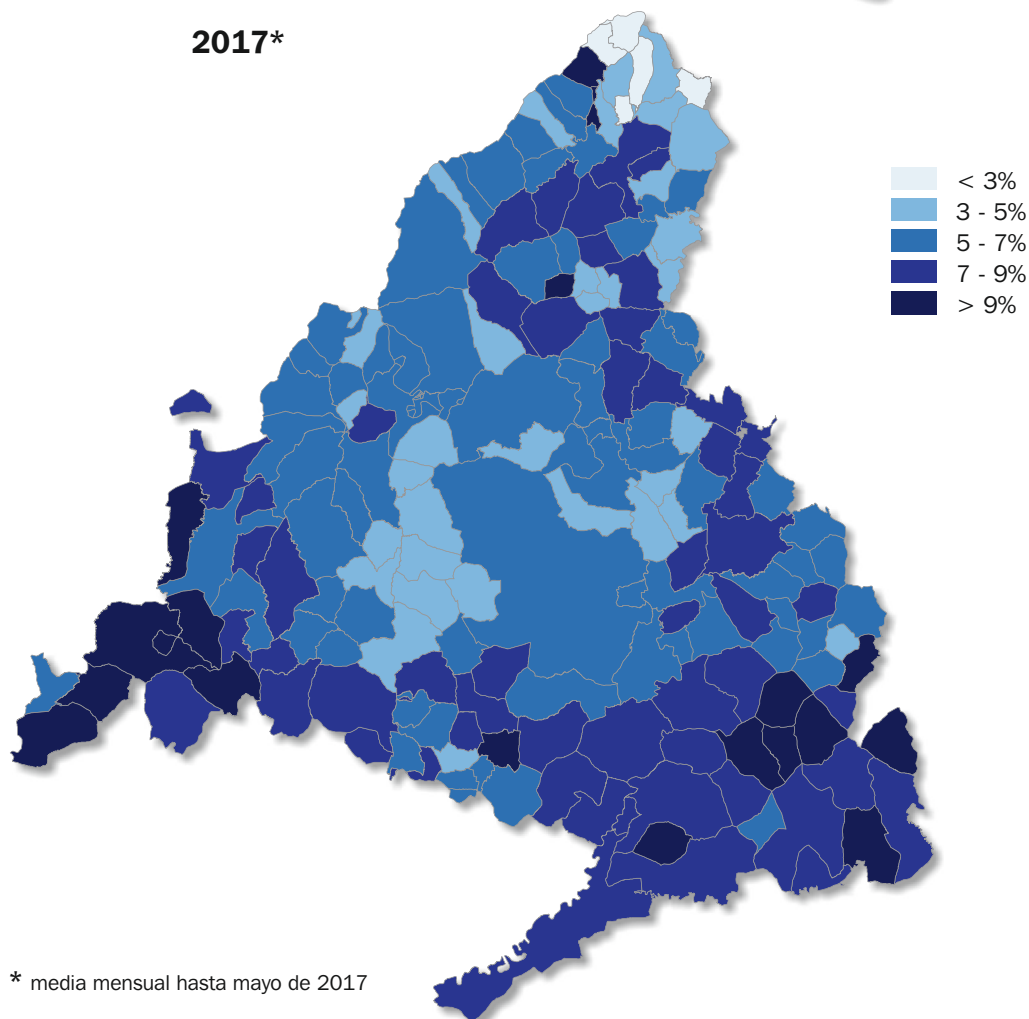 2017*
< 3%
3 - 5%
5 - 7%
7 - 9%
> 9%
* media mensual hasta mayo de 2017